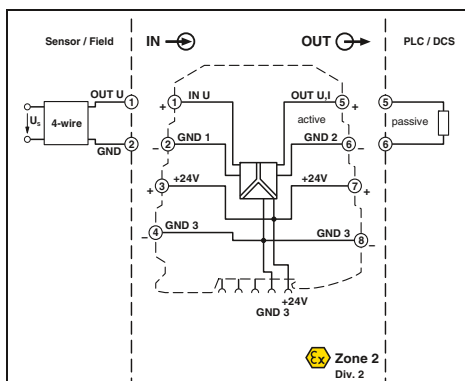 Sensor / Field
IN
OUT
PLC / DCS
OUT U
1
+
1
IN U
OUT U,I
5
+
5
Us
4-wire
active
passive
GND
2
−
2
GND 1
GND 2
6
−
6
+
3
+24V
+24V
7
+
−
4
GND 3
GND 3
8
−
+24V
GND 3
Ex
Zone 2
Div. 2